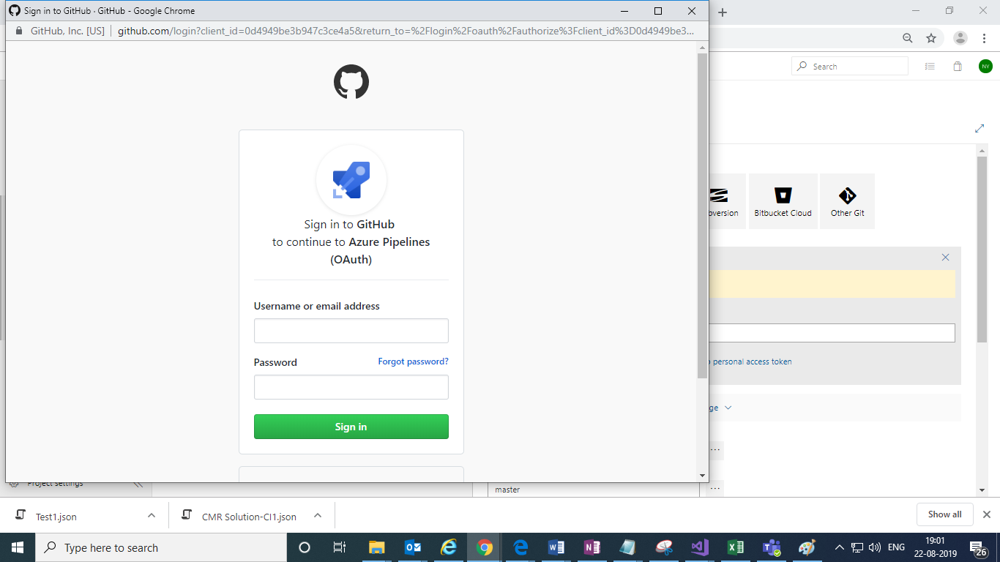 Sign in to GitHub · GitHub - Google Chrome
GitHub, Inc. [US]
github.com/login?client_id=0d4949be3b947c3ce4a5&return_to=%2Flogin%2Foauth%2Fauthorize%3Fclient_id%3D0d4949be3...
Search
NY
Sign in to GitHub
to continue to Azure Pipelines
(OAuth)
Username or email address
Password
Forgot password?
Sign in
Bitbucket Cloud
Other Git
personal access token
Project settings
master
Test1.json
CMR Solution-CI1.json
Show all
Type here to search
ENG
19:01
22-08-2019
26